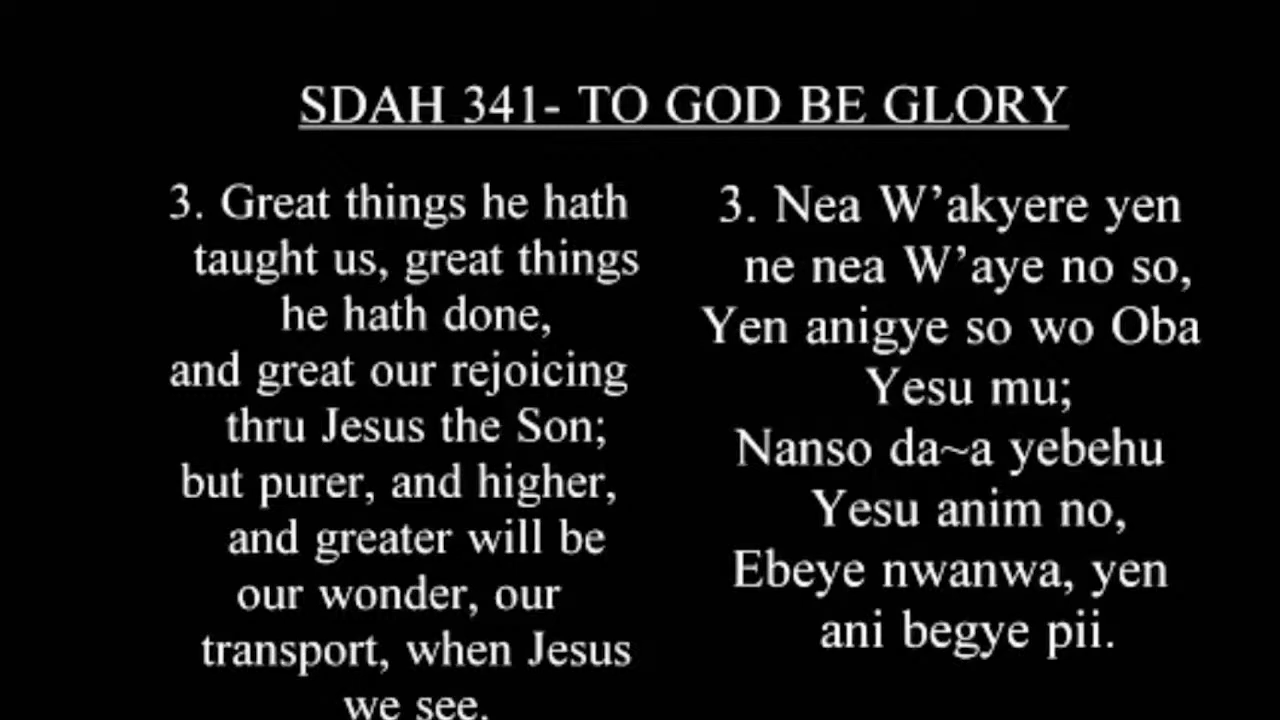 SDAH 341- TO GOD BE GLORY
3. Great things he hath
taught us, great things
he hath done,
and great our rejoicing
thru Jesus the Son;
but purer, and higher,
and greater will be
our wonder, our
transport, when Jesus
we see.
3. Nea W’akyere yen
ne nea W’aye no so,
Yen anigye so wo Oba
Yesu mu;
Nanso da~a yebehu
Yesu anim no,
Ebeye nwanwa, yen
ani begye pii.